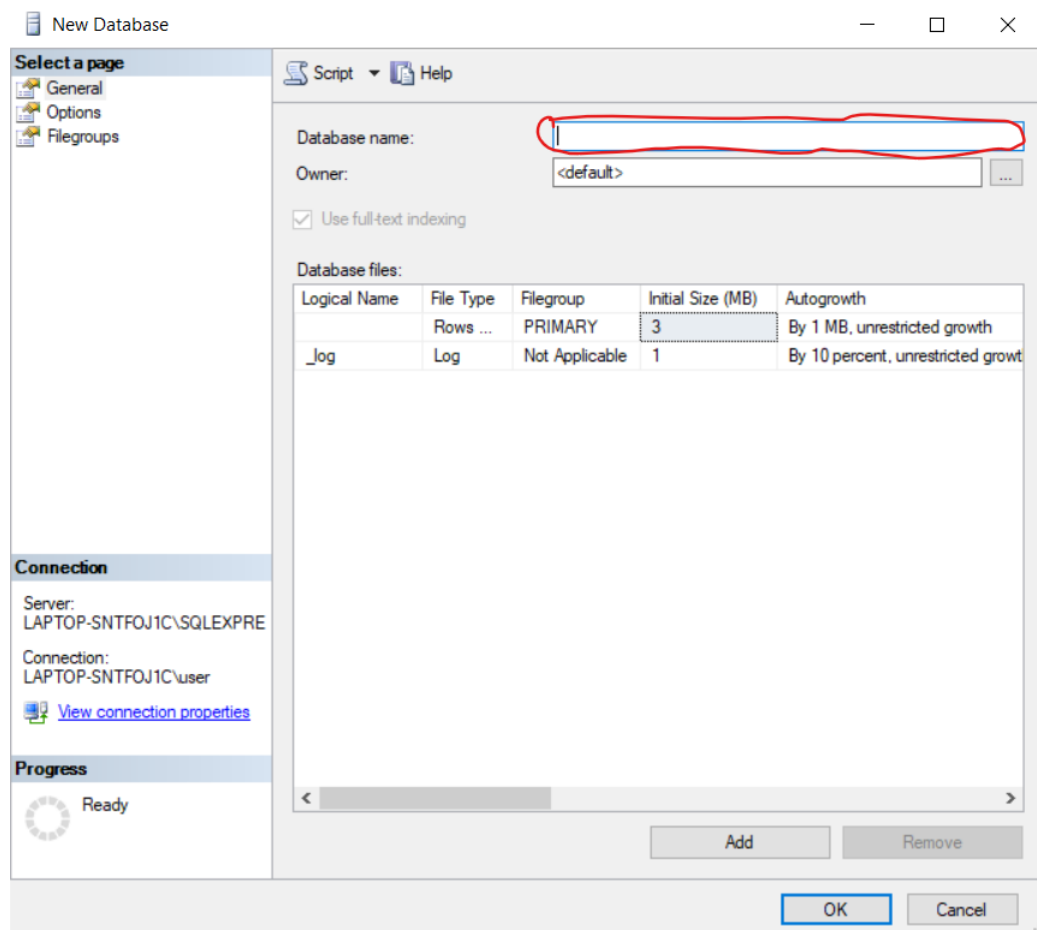 New Database
Select a page
General
Options
Filegroups
Script Help
Database name:
Owner: <default> ...
Use full-text indexing
Database files:
Logical Name File Type Filegroup Initial Size (MB) Autogrowth
Rows ... PRIMARY 3 By 1 MB, unrestricted growth
_log Log Not Applicable 1 By 10 percent, unrestricted growt
Connection
Server:
LAPTOP-SNTFOJ1C\SQLEXPRE
Connection:
LAPTOP-SNTFOJ1C\user
View connection properties
Progress
Ready
Add Remove
OK Cancel